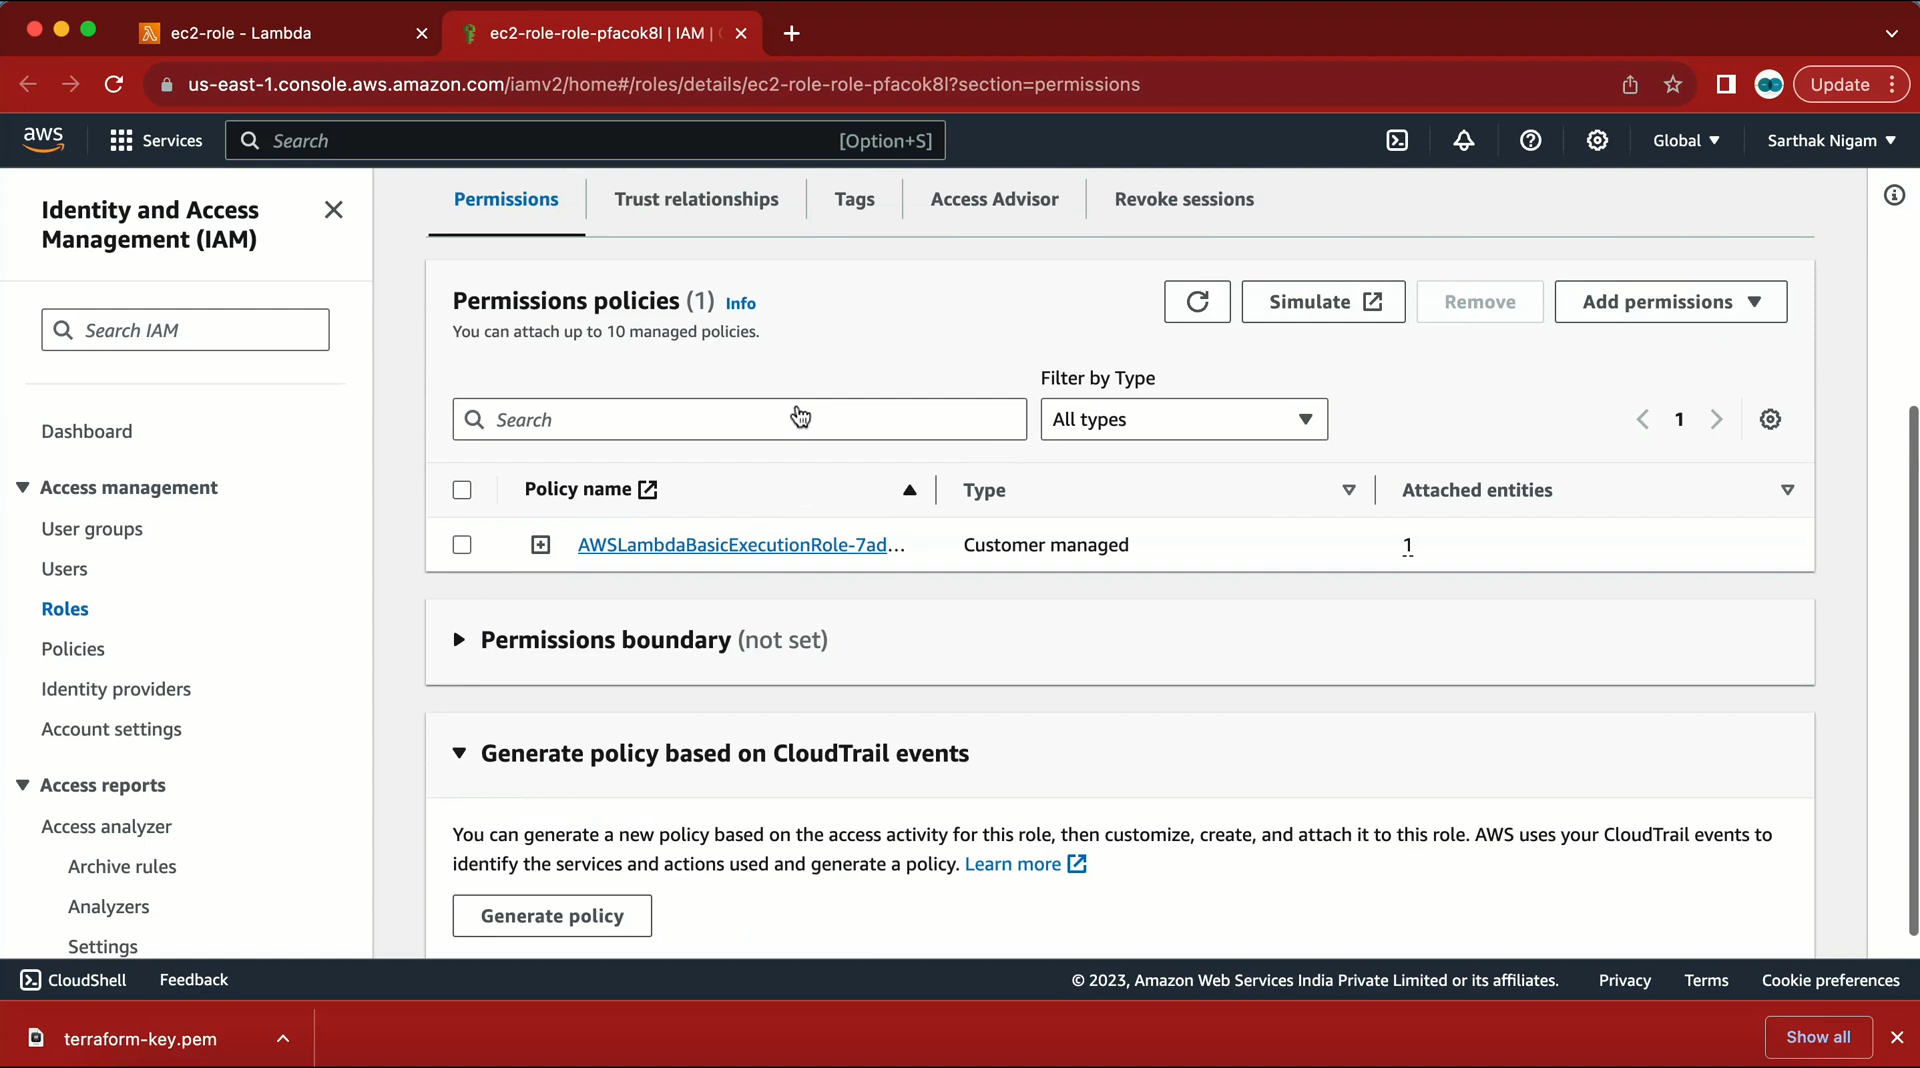 ec2-role - Lambda
ec2-role-role-pfacok8l | IAM |
us-east-1.console.aws.amazon.com/iamv2/home#/roles/details/ec2-role-role-pfacok8l?section=permissions
Update
aws
Services
Search
[Option+S]
Global
Sarthak Nigam
Identity and Access
Management (IAM)
Search IAM
Dashboard
Access management
User groups
Users
Roles
Policies
Identity providers
Account settings
Access reports
Access analyzer
Archive rules
Analyzers
Settings
Permissions
Trust relationships
Tags
Access Advisor
Revoke sessions
Permissions policies (1) Info
You can attach up to 10 managed policies.
Simulate
Remove
Add permissions
Filter by Type
Search
All types
1
Policy name
Type
Attached entities
AWSLambdaBasicExecutionRole-7ad...
Customer managed
1
Permissions boundary (not set)
Generate policy based on CloudTrail events
You can generate a new policy based on the access activity for this role, then customize, create, and attach it to this role. AWS uses your CloudTrail events to
identify the services and actions used and generate a policy. Learn more
Generate policy
CloudShell
Feedback
© 2023, Amazon Web Services India Private Limited or its affiliates.
Privacy
Terms
Cookie preferences
terraform-key.pem
Show all